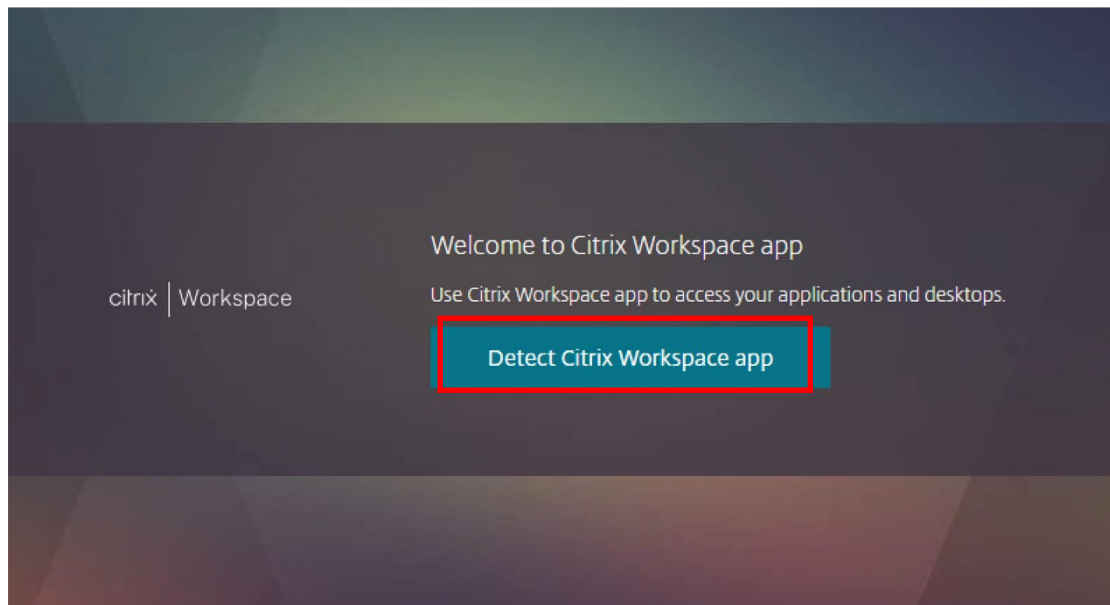 Welcome to Citrix Workspace app
citrix | Workspace
Use Citrix Workspace app to access your applications and desktops.
Detect Citrix Workspace app